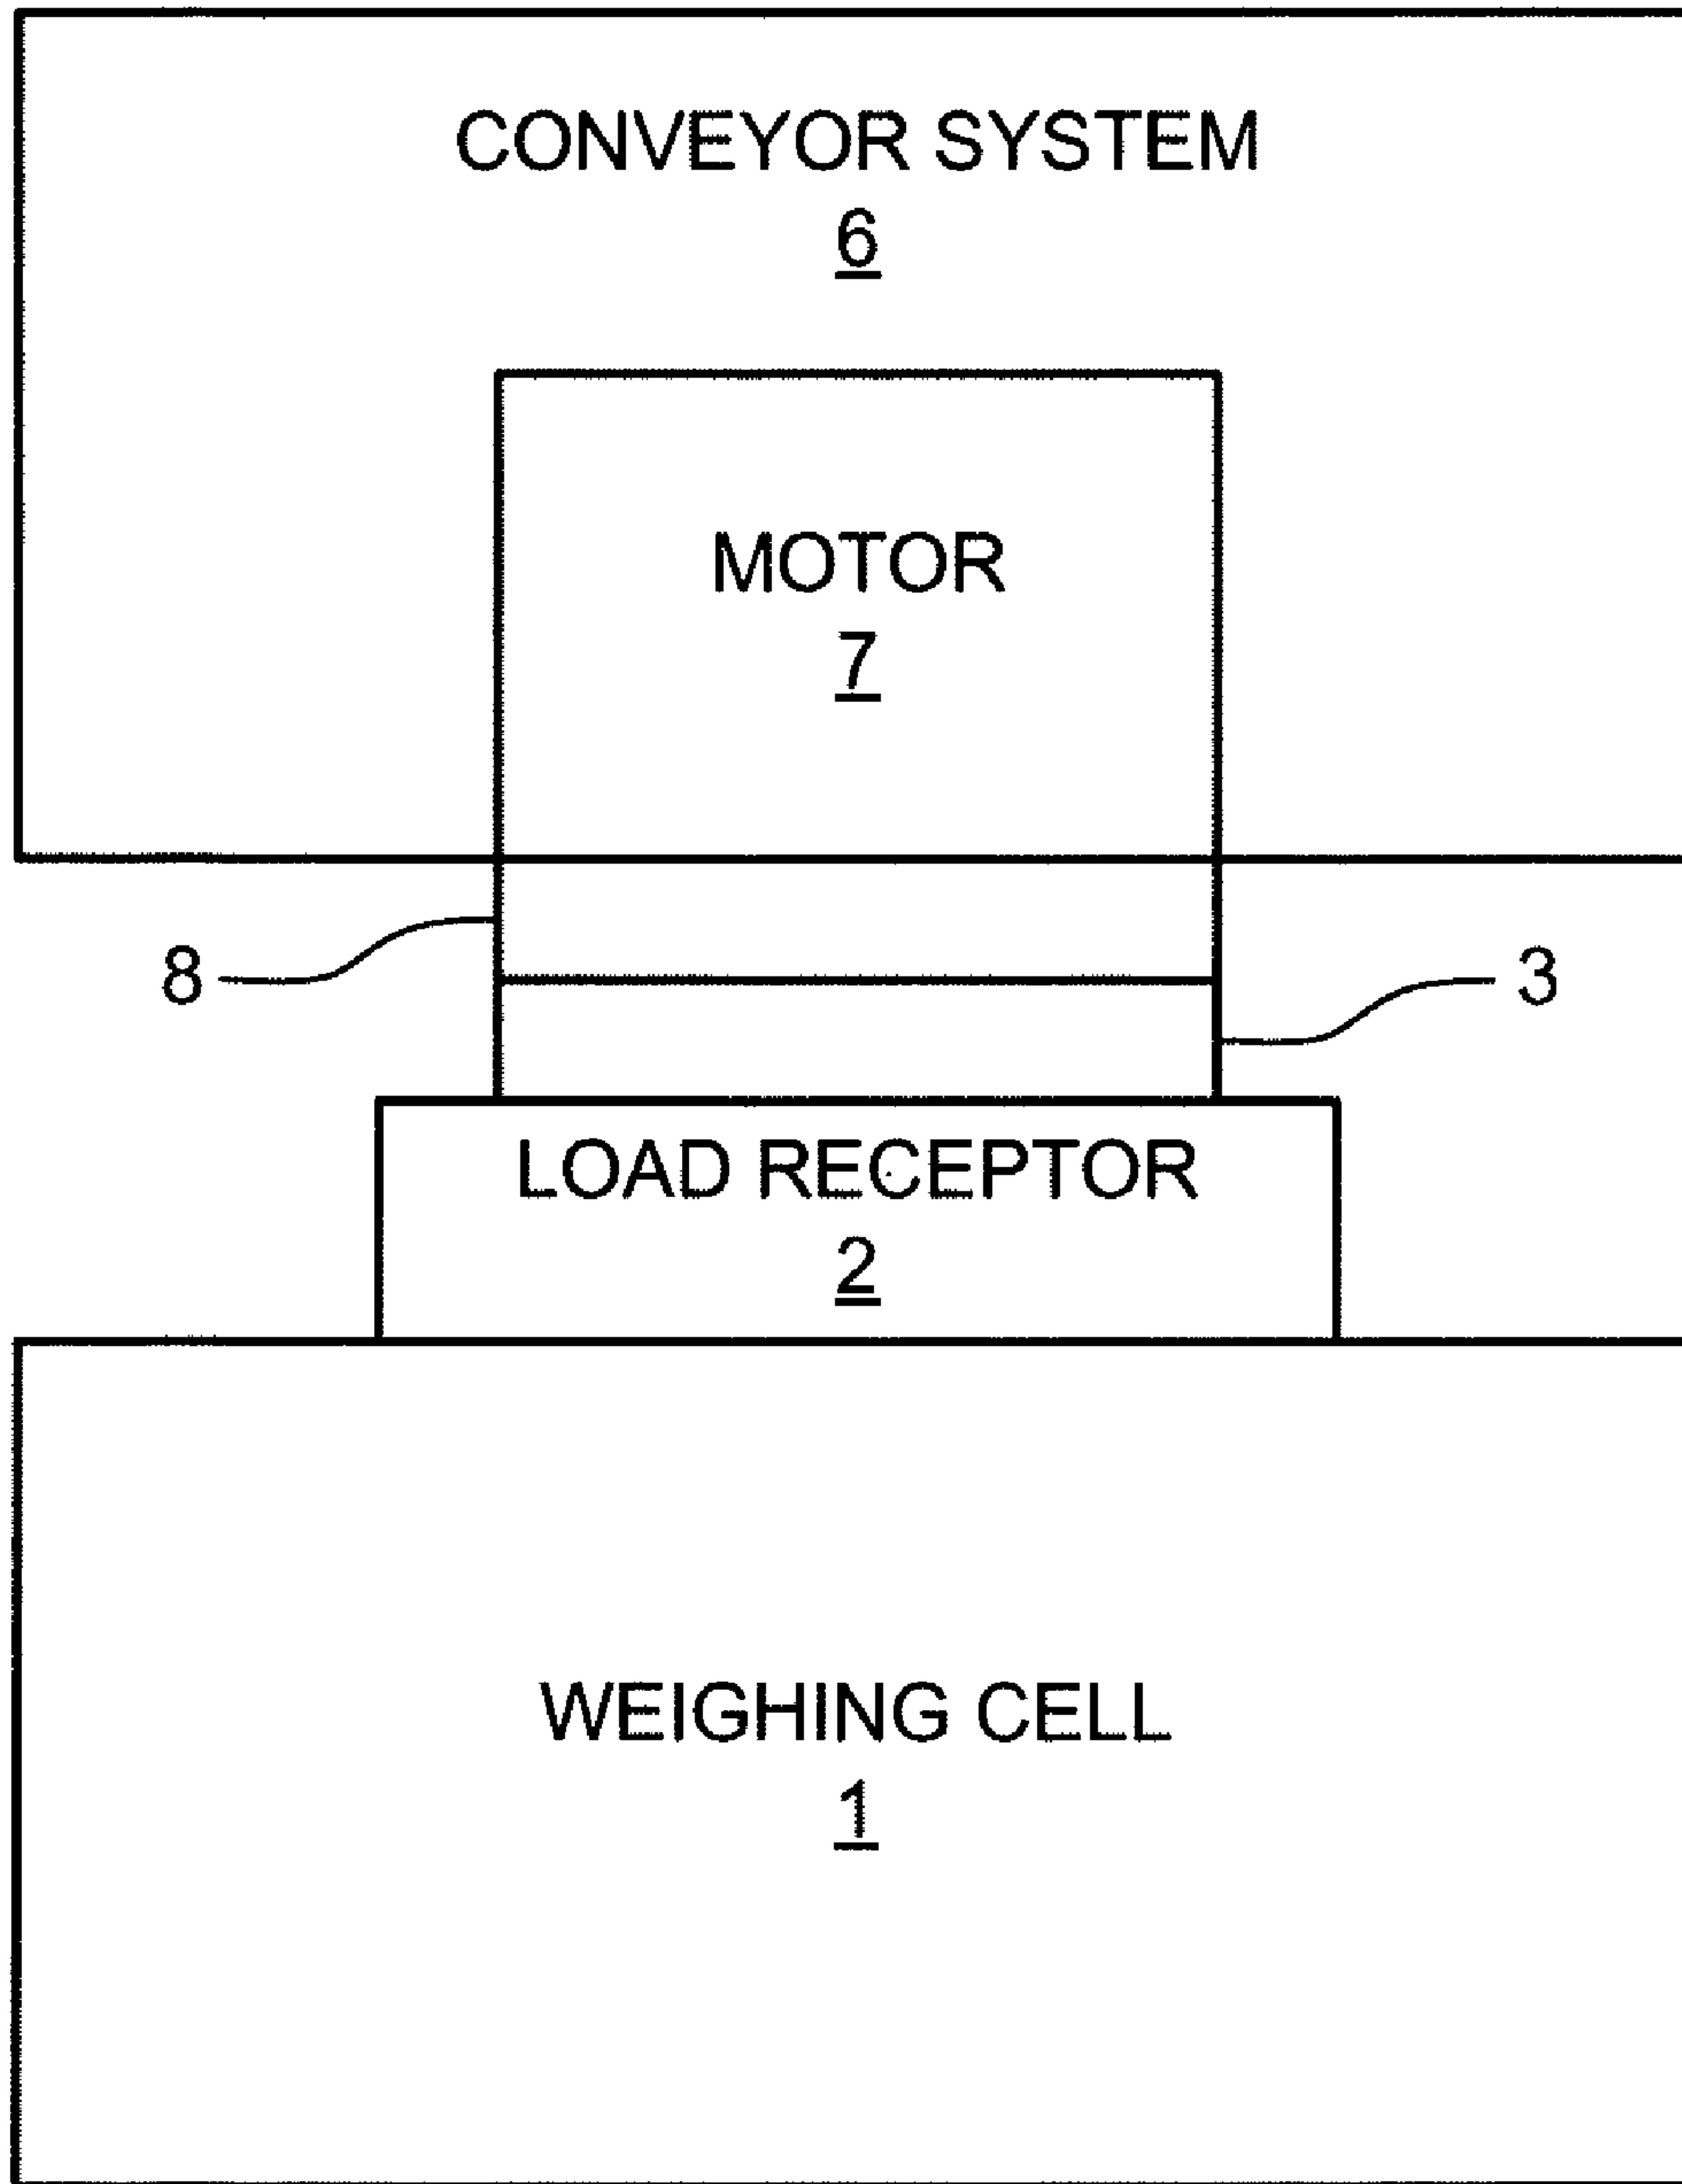 CONVEYOR SYSTEM
6
MOTOR
7
8
3
LOAD RECEPTOR
2
WEIGHING CELL
1